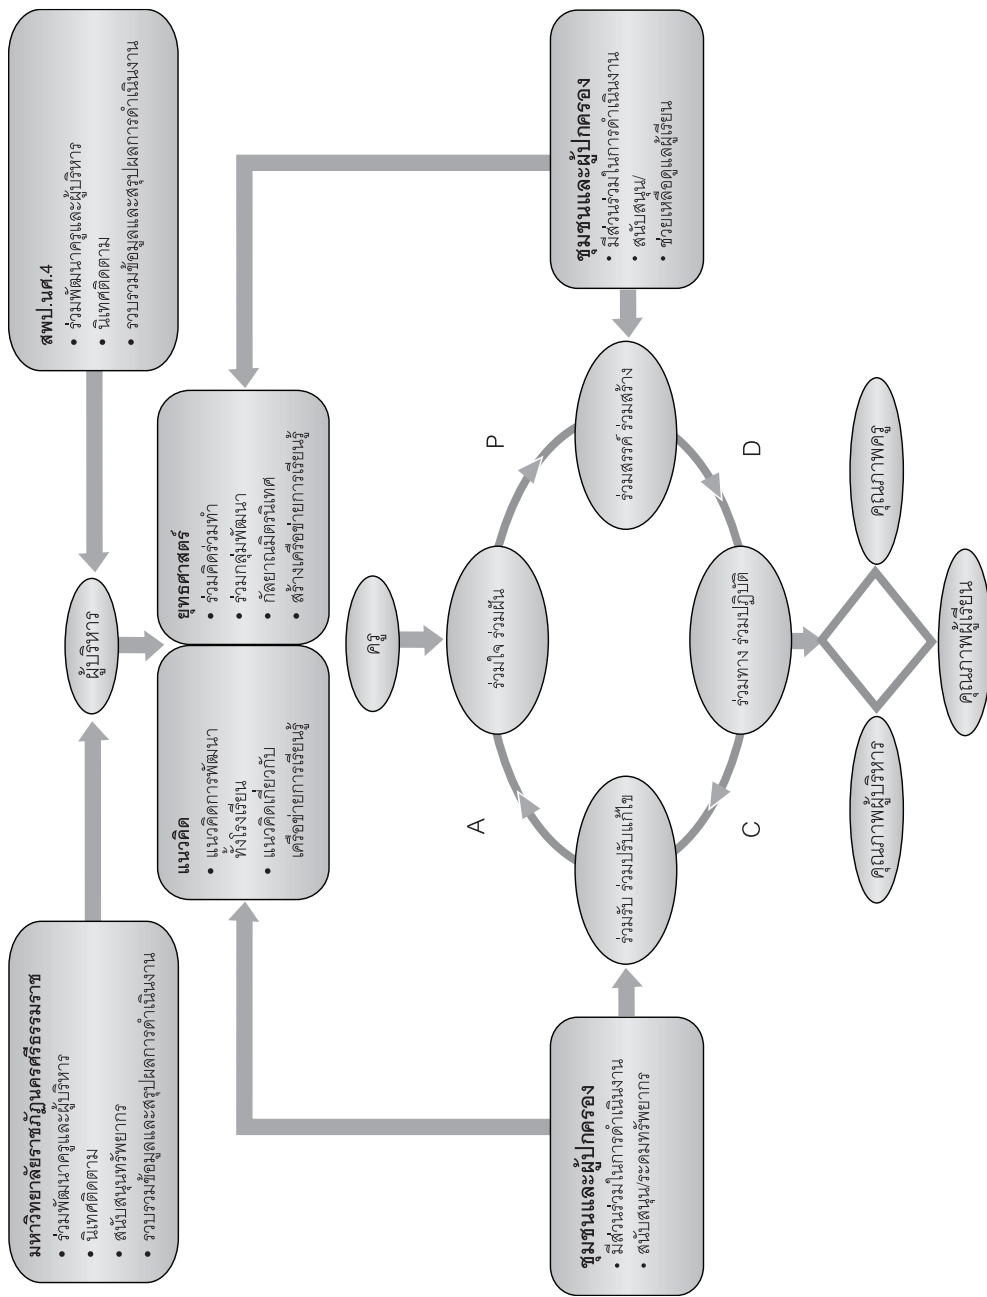 มหาวิทยาลัยราชภัฏนครศรีธรรมราช
• ร่วมพัฒนาครูและผู้บริหาร
• นิเทศติดตาม
• สนับสนุนทรัพยากร
• รวบรวมข้อมูลและสรุปผลการดำเนินงาน
ผู้บริหาร
สพป.นศ.4
• ร่วมพัฒนาครูและผู้บริหาร
• นิเทศติดตาม
• รวบรวมข้อมูลและสรุปผลการดำเนินงาน
แนวคิด
• แนวคิดการพัฒนา
ทั้งโรงเรียน
• แนวคิดเกี่ยวกับ
เครือข่ายการเรียนรู้
ยุทธศาสตร์
• ร่วมคิดร่วมทำ
• รวมกลุ่มพัฒนา
• กัลยาณมิตรนิเทศ
• สร้างเครือข่ายการเรียนรู้
ครู
A
P
ร่วมใจ ร่วมฝัน
ชุมชนและผู้ปกครอง
• มีส่วนร่วมในการดำเนินงาน
• สนับสนุน/ระดมทรัพยากร
ร่วมรับ ร่วมปรับแก้ไข
ร่วมสรรค์ ร่วมสร้าง
ชุมชนและผู้ปกครอง
• มีส่วนร่วมในการดำเนินงาน
• สนับสนุน/
• ช่วยเหลือดูแลผู้เรียน
ร่วมทาง ร่วมปฏิบัติ
C
D
คุณภาพผู้บริหาร
คุณภาพครู
คุณภาพผู้เรียน